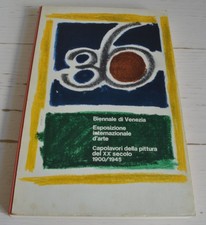 36
Biennale di Venezia
Esposizione
internazionale
d'arte
Capolavori della pittura
del XX° secolo
1900/1945